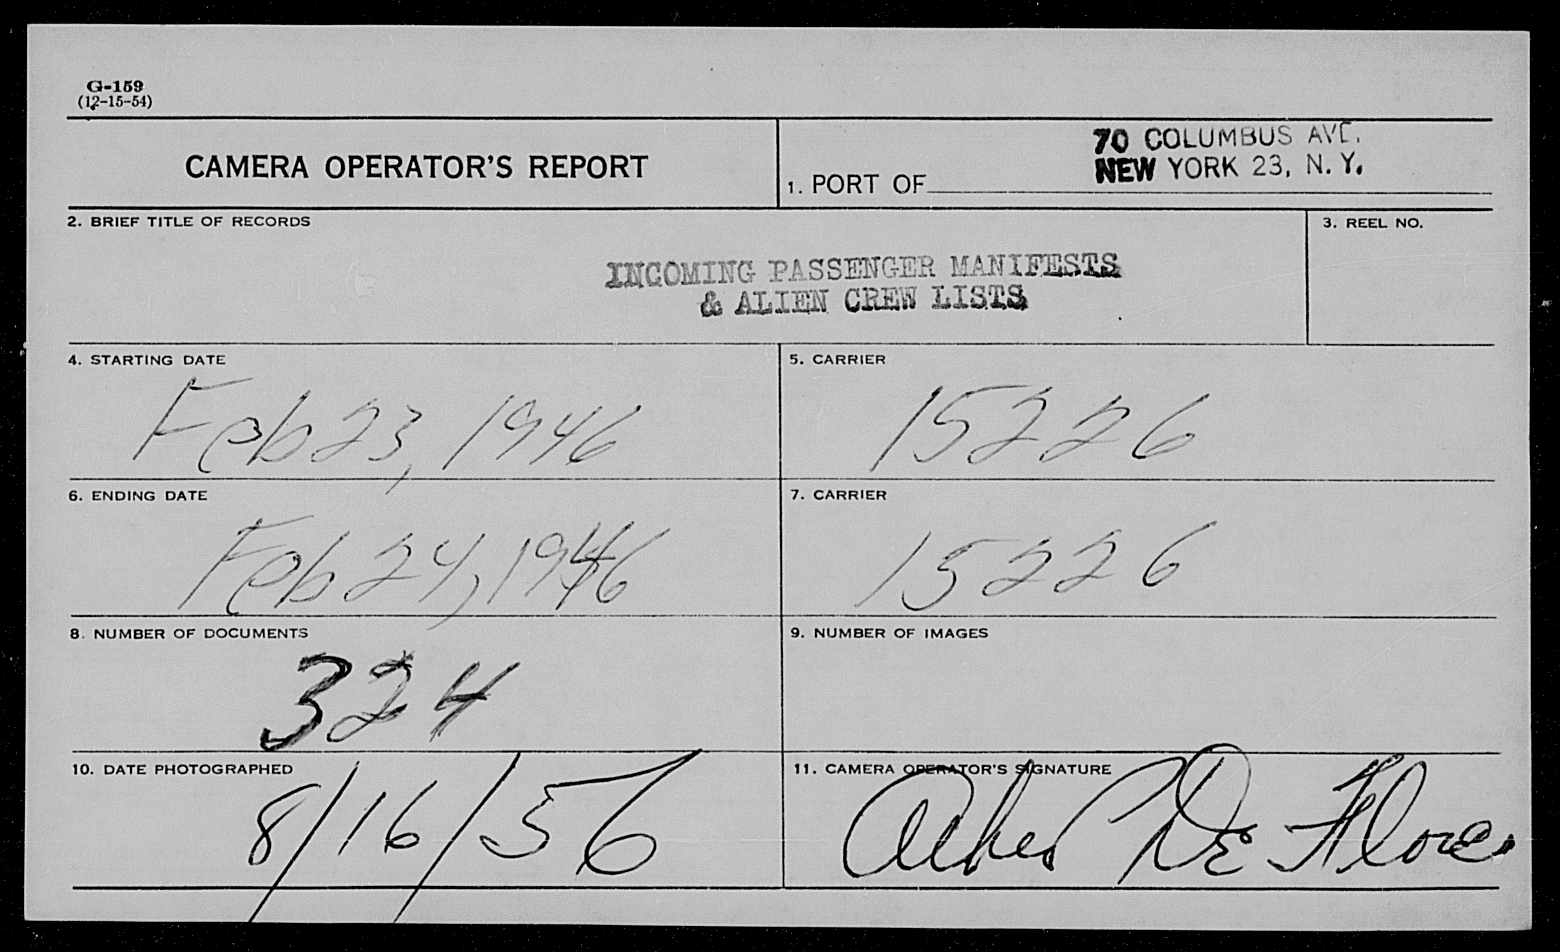 G-159
(12-15-54)
CAMERA OPERATOR'S REPORT
1. PORT OF
70 COLUMBUS AVE.
NEW YORK 23, N. Y.
2. BRIEF TITLE OF RECORDS
INCOMING PASSENGER MANIFESTS
& ALIEN CREW LISTS
3. REEL NO.
4. STARTING DATE
Feb 23, 1946
5. CARRIER
15226
6. ENDING DATE
Feb 24, 1946
7. CARRIER
15226
8. NUMBER OF DOCUMENTS
324
9. NUMBER OF IMAGES
10. DATE PHOTOGRAPHED
8/16/56
11. CAMERA OPERATOR'S SIGNATURE
De Flores